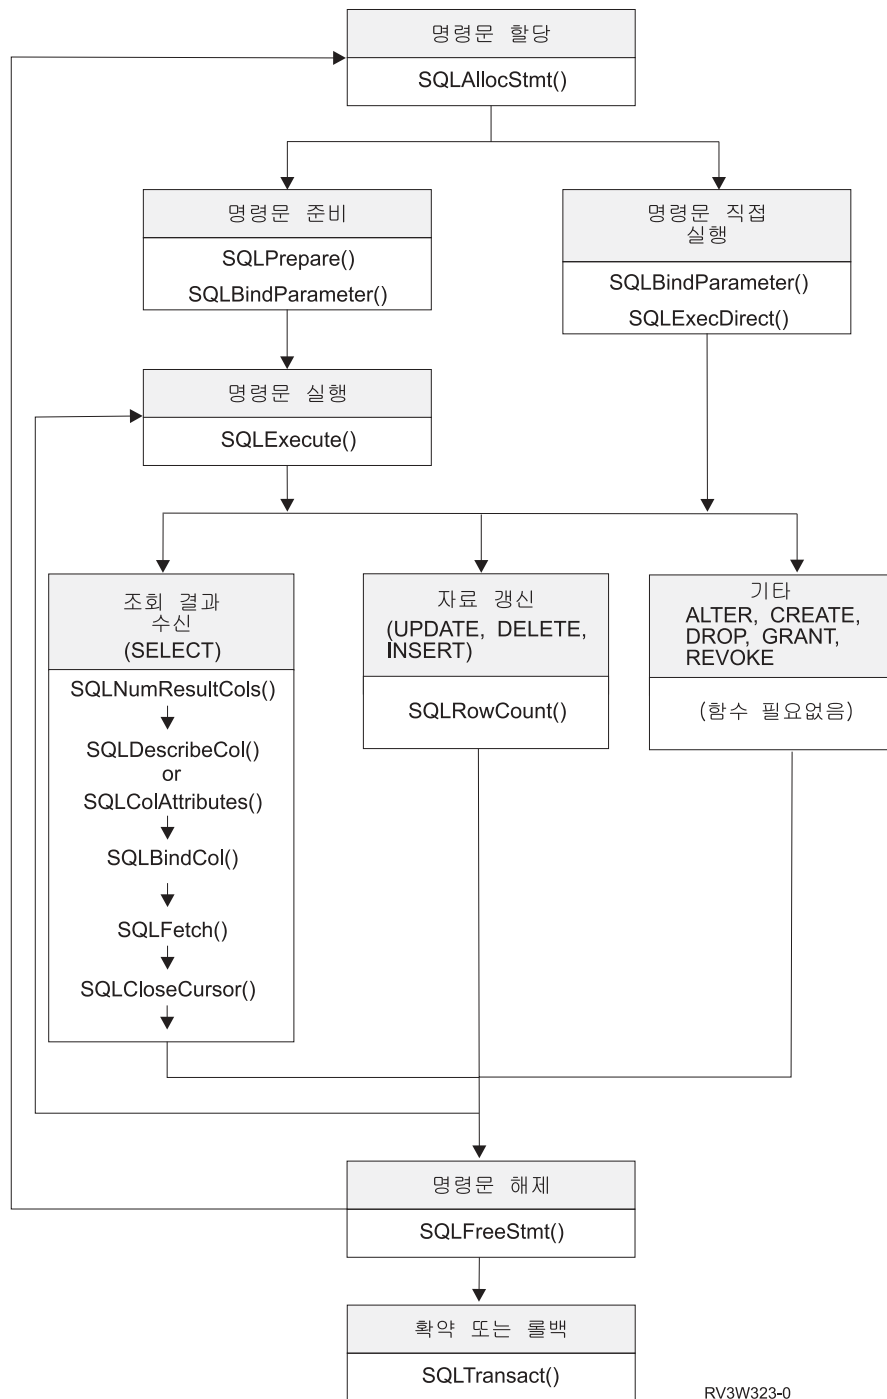 명령문 할당
SQLAllocStmt()
명령문 준비
SQLPrepare()
SQLBindParameter()
명령문 직접
실행
SQLBindParameter()
SQLExecDirect()
명령문 실행
SQLExecute()
조회 결과
수신
(SELECT)
SQLNumResultCols()
SQLDescribeCol()
or
SQLColAttributes()
SQLBindCol()
SQLFetch()
SQLCloseCursor()
자료 갱신
(UPDATE, DELETE,
INSERT)
SQLRowCount()
기타
ALTER, CREATE,
DROP, GRANT,
REVOKE
(함수 필요없음)
명령문 해제
SQLFreeStmt()
확약 또는 롤백
SQLTransact()
RV3W323-0